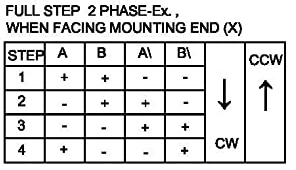 FULL STEP 2 PHASE-Ex. ,
WHEN FACING MOUNTING END (X)
STEP A B A\ B\ CCW
1 + + - -
2 - + + -
3 - - + +
4 + - - +
CW